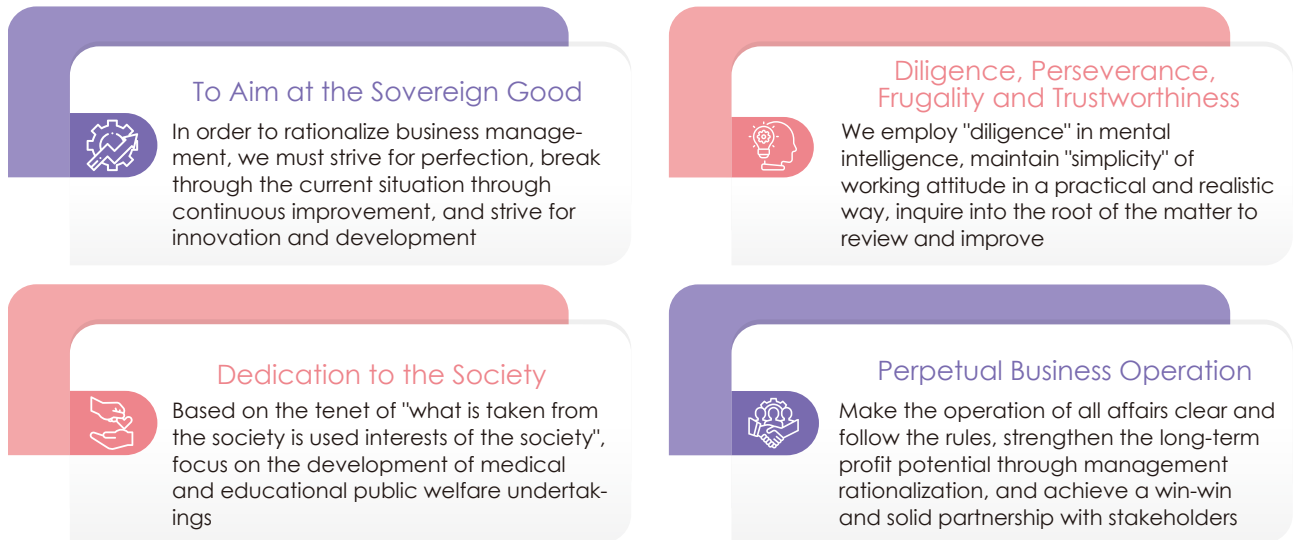 To Aim at the Sovereign Good
In order to rationalize business manage-
ment, we must strive for perfection, break
through the current situation through
continuous improvement, and strive for
innovation and development
Diligence, Perseverance,
Frugality and Trustworthiness
We employ "diligence" in mental
intelligence, maintain "simplicity" of
working attitude in a practical and realistic
way, inquire into the root of the matter to
review and improve
Dedication to the Society
Based on the tenet of "what is taken from
the society is used interests of the society",
focus on the development of medical
and educational public welfare undertak-
ings
Perpetual Business Operation
Make the operation of all affairs clear and
follow the rules, strengthen the long-term
profit potential through management
rationalization, and achieve a win-win
and solid partnership with stakeholders